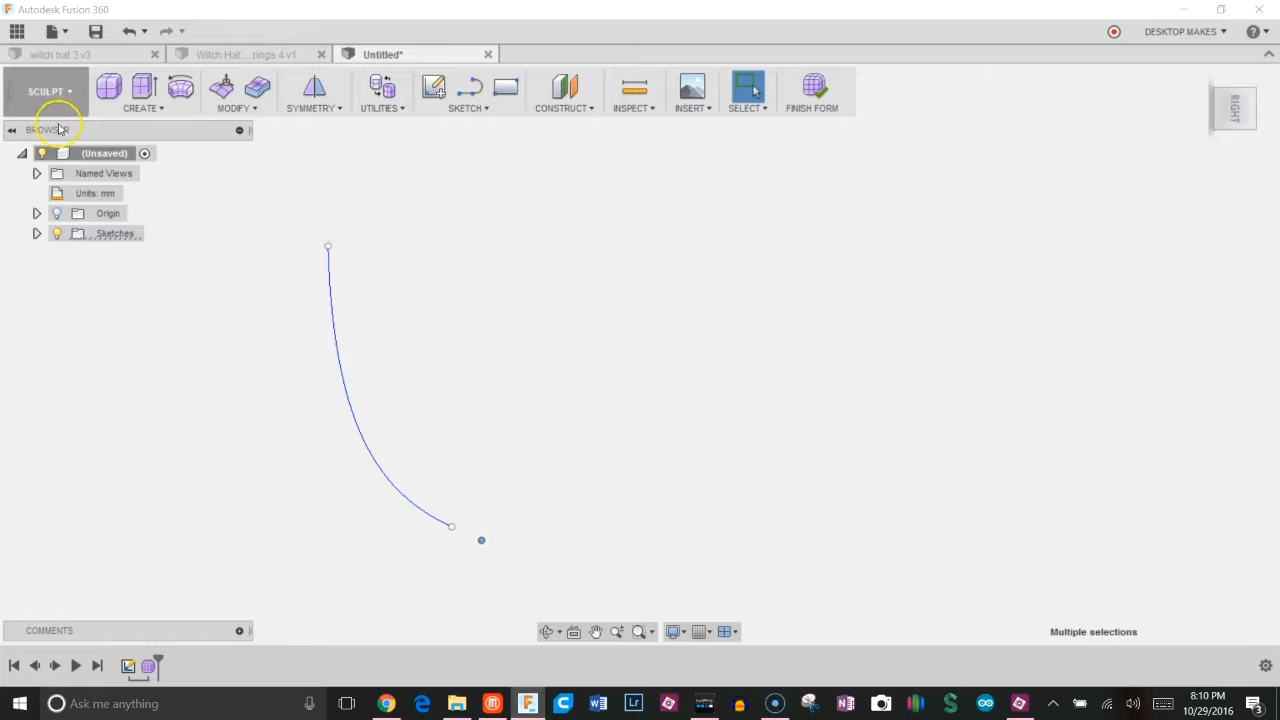 Autodesk Fusion 360
DESKTOP MAKES
witch hat 3 v3
Witch Hat:...rings 4 v1
Untitled*
SCULPT
CREATE
MODIFY
SYMMETRY
UTILITIES
SKETCH
CONSTRUCT
INSPECT
INSERT
SELECT
FINISH FORM
RIGHT
BROWSER
(Unsaved)
Named Views
Units: mm
Origin
Sketches
COMMENTS
Multiple selections
Ask me anything
8:10 PM
10/29/2016